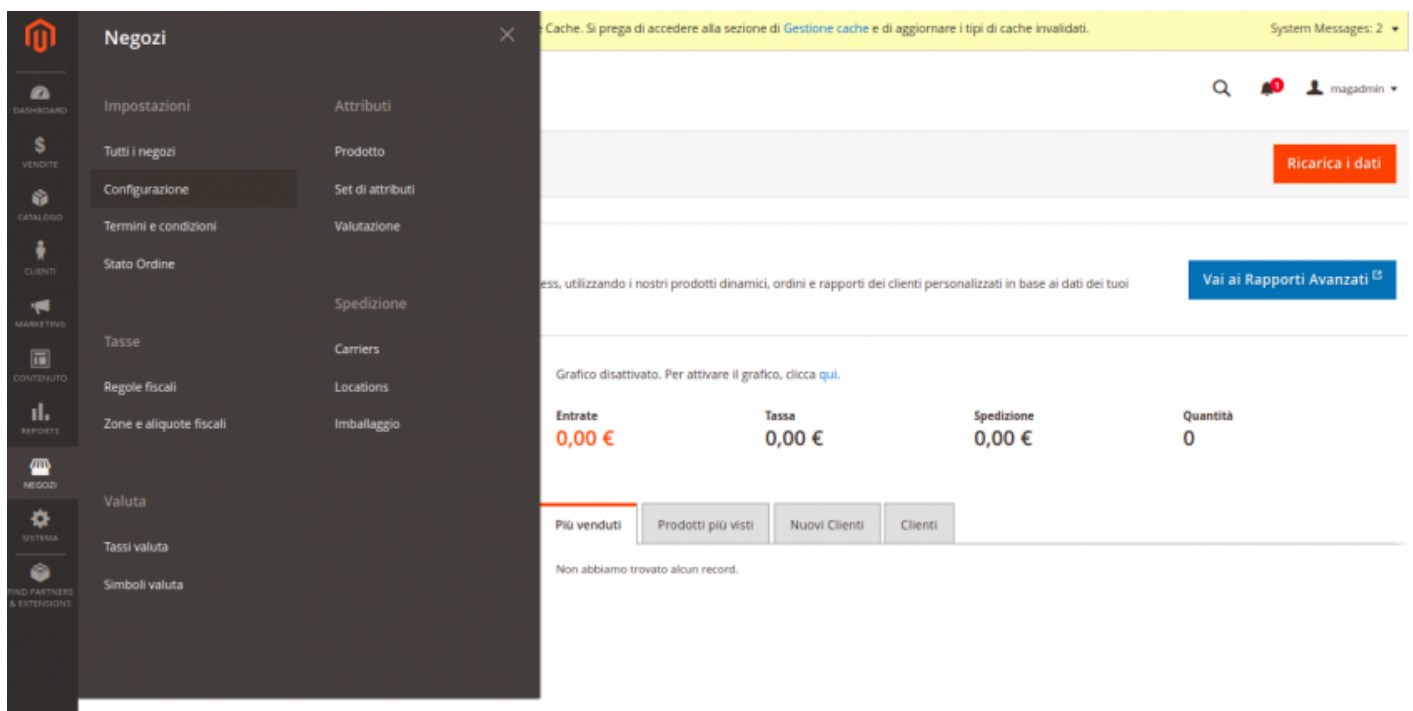 Cache. Si prega di accedere alla sezione di Gestione cache e di aggiornare i tipi di cache invalidati.
System Messages: 2
1
magadmin
DASHBOARD
VENDITE
CATALOGO
CLIENTI
MARKETING
CONTENUTO
REPORTS
NEGOZI
SISTEMA
FIND PARTNERS
& EXTENSIONS
Negozi
Impostazioni
Tutti i negozi
Configurazione
Termini e condizioni
Stato Ordine
Tasse
Regole fiscali
Zone e aliquote fiscali
Valuta
Tassi valuta
Simboli valuta
Attributi
Prodotto
Set di attributi
Valutazione
Spedizione
Carriers
Locations
Imballaggio
Ricarica i dati
ess, utilizzando i nostri prodotti dinamici, ordini e rapporti dei clienti personalizzati in base ai dati dei tuoi
Vai ai Rapporti Avanzati
Grafico disattivato. Per attivare il grafico, clicca qui.
Entrate Tassa Spedizione Quantità
0,00 € 0,00 € 0,00 € 0
Più venduti Prodotti più visti Nuovi Clienti Clienti
Non abbiamo trovato alcun record.